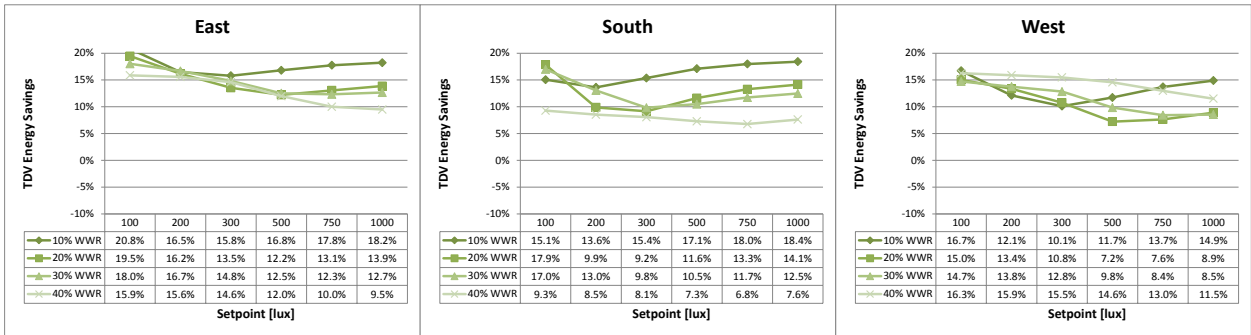 East
20%
15%
10%
5%
0%
-5%
-10%
TDV Energy Savings
100 200 300 500 750 1000
10% WWR 20.8% 16.5% 15.8% 16.8% 17.8% 18.2%
20% WWR 19.5% 16.2% 13.5% 12.2% 13.1% 13.9%
30% WWR 18.0% 16.7% 14.8% 12.5% 12.3% 12.7%
40% WWR 15.9% 15.6% 14.6% 12.0% 10.0% 9.5%
Setpoint [lux]
South
20%
15%
10%
5%
0%
-5%
-10%
TDV Energy Savings
100 200 300 500 750 1000
10% WWR 15.1% 13.6% 15.4% 17.1% 18.0% 18.4%
20% WWR 17.9% 9.9% 9.2% 11.6% 13.3% 14.1%
30% WWR 17.0% 13.0% 9.8% 10.5% 11.7% 12.5%
40% WWR 9.3% 8.5% 8.1% 7.3% 6.8% 7.6%
Setpoint [lux]
West
20%
15%
10%
5%
0%
-5%
-10%
TDV Energy Savings
100 200 300 500 750 1000
10% WWR 16.7% 12.1% 10.1% 11.7% 13.7% 14.9%
20% WWR 15.0% 13.4% 10.8% 7.2% 7.6% 8.9%
30% WWR 14.7% 13.8% 12.8% 9.8% 8.4% 8.5%
40% WWR 16.3% 15.9% 15.5% 14.6% 13.0% 11.5%
Setpoint [lux]